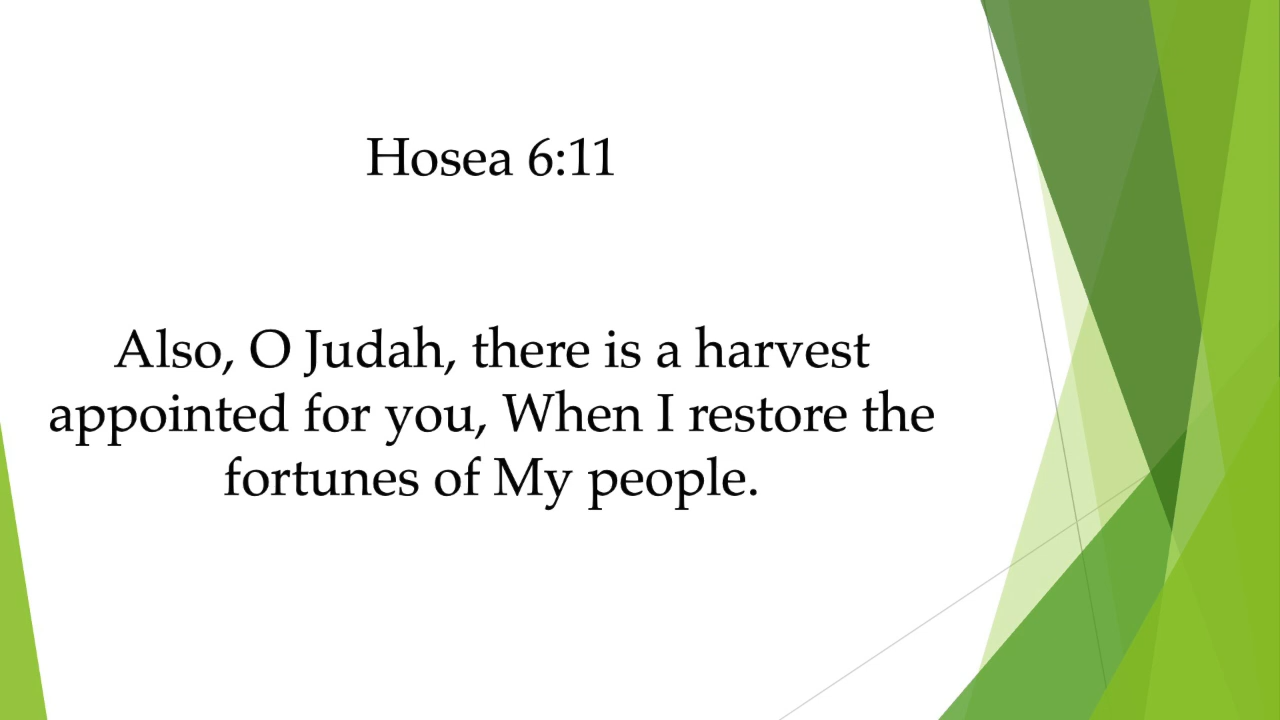 Hosea 6:11
Also, O Judah, there is a harvest
appointed for you, When I restore the
fortunes of My people.